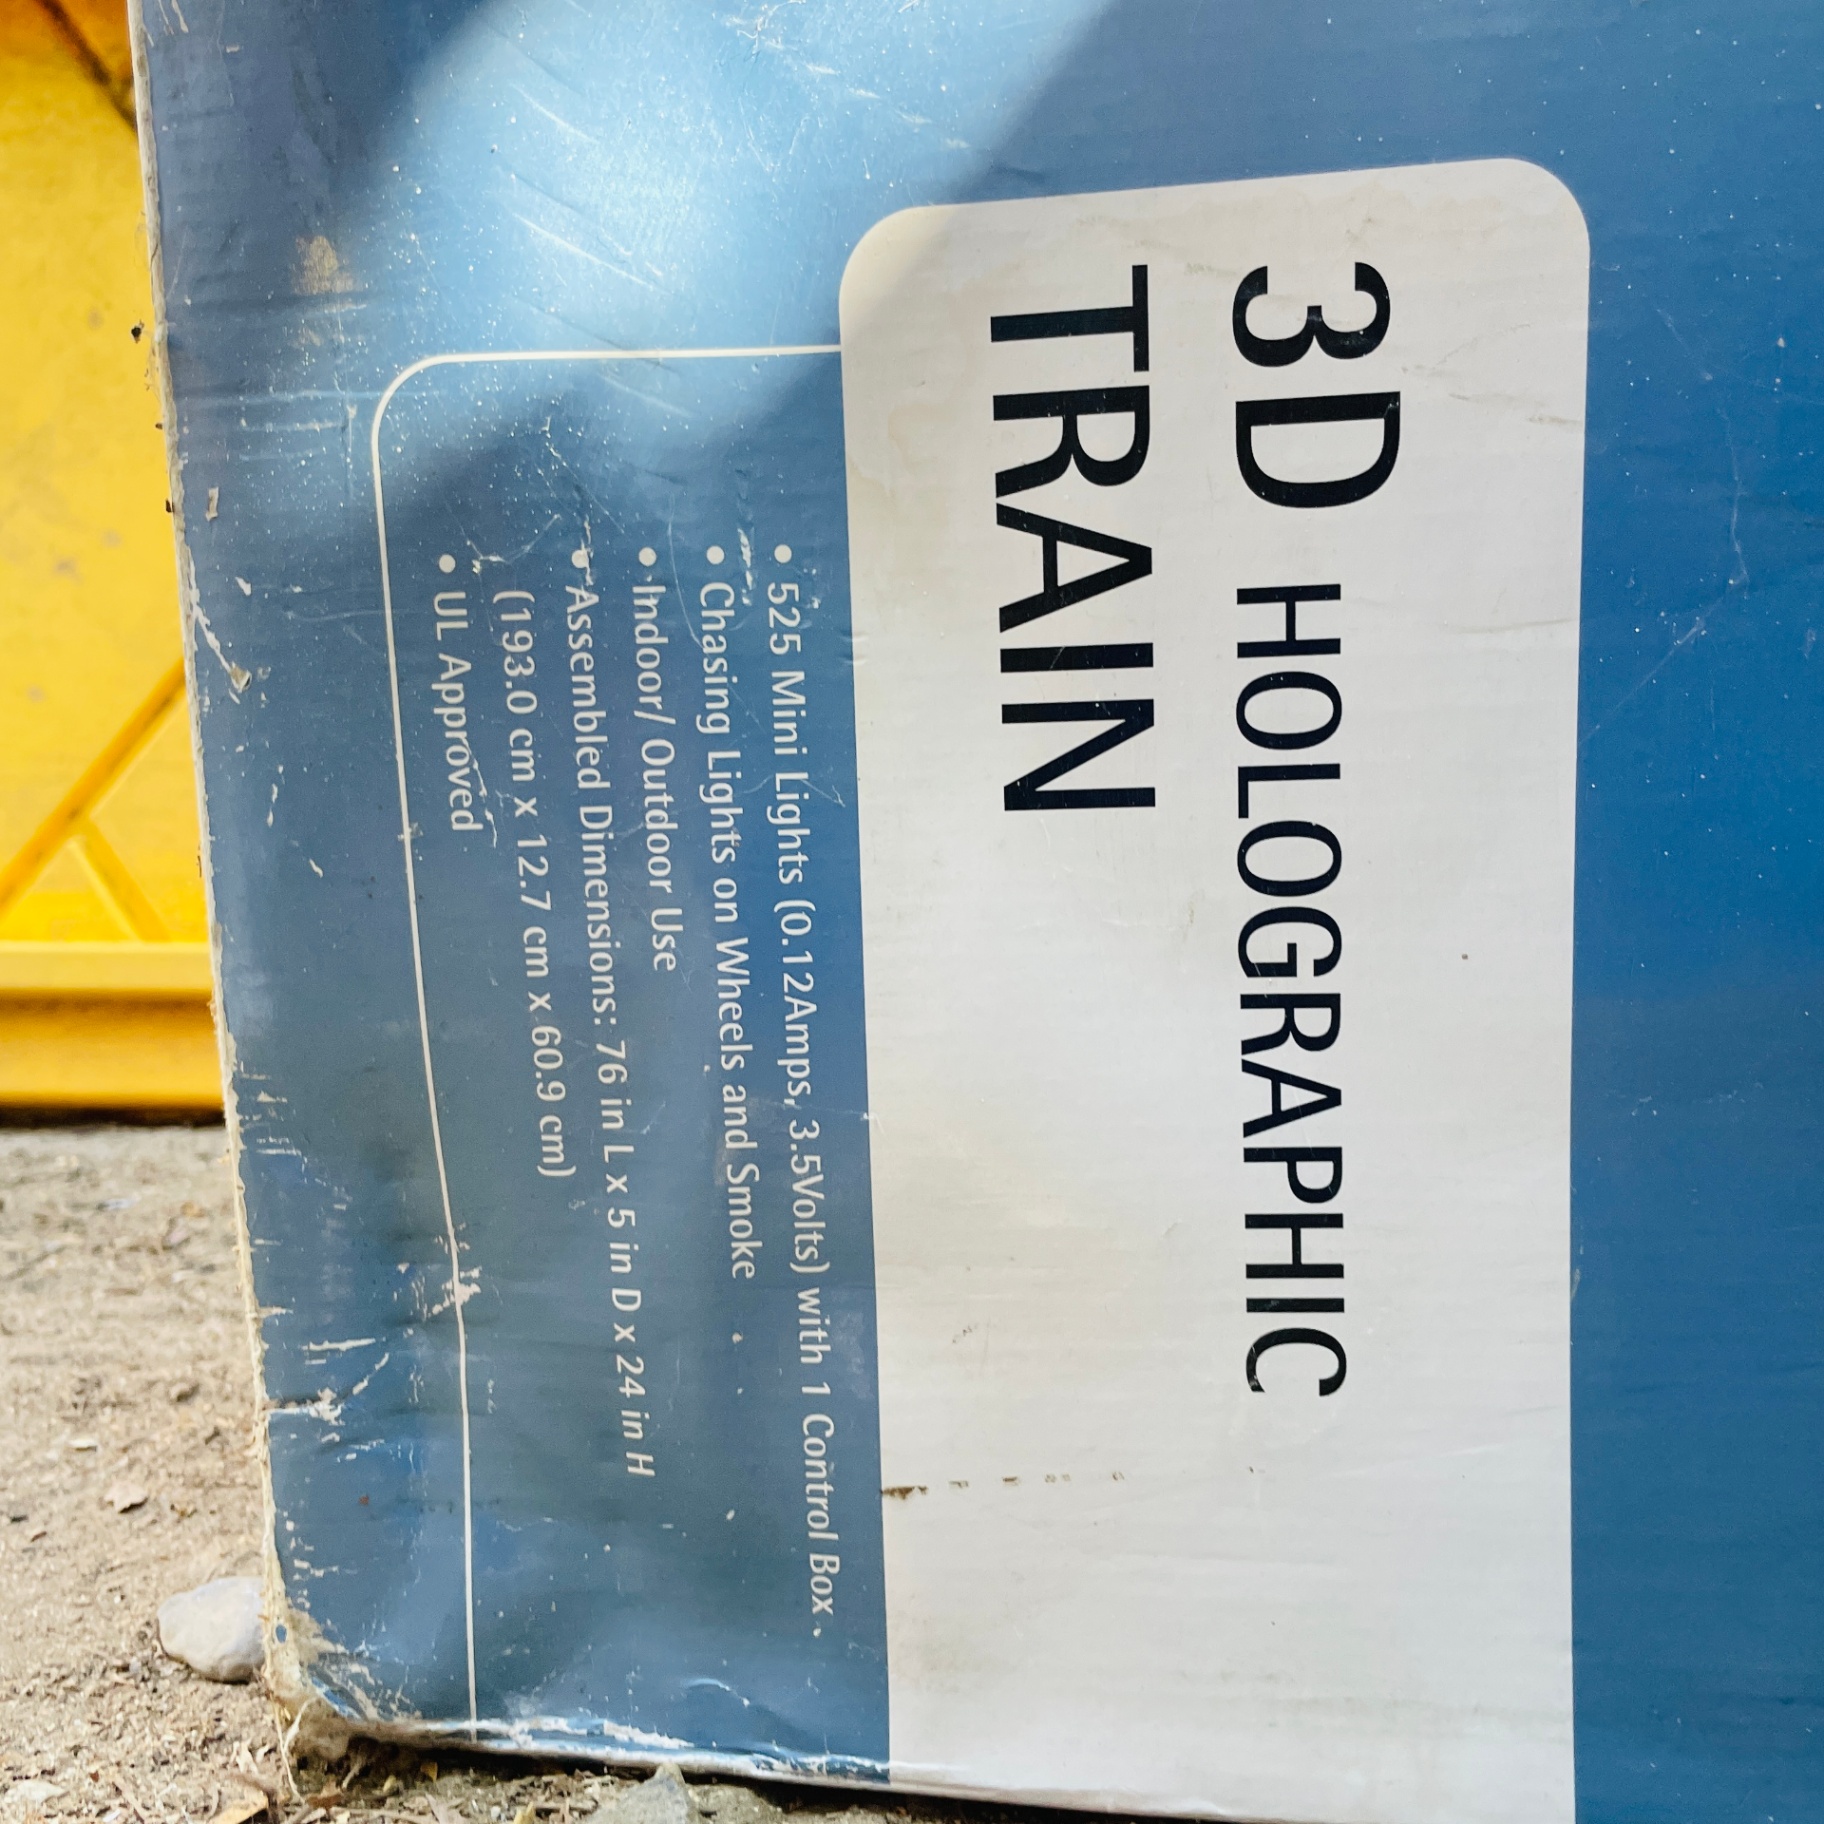 3D HOLOGRAPHIC
TRAIN
• 525 Mini Lights (0.12Amps, 3.5Volts) with 1 Control Box
• Chasing Lights on Wheels and Smoke
• Indoor/ Outdoor Use
• Assembled Dimensions: 76 in L x 5 in D x 24 in H
(193.0 cm x 12.7 cm x 60.9 cm)
• UL Approved